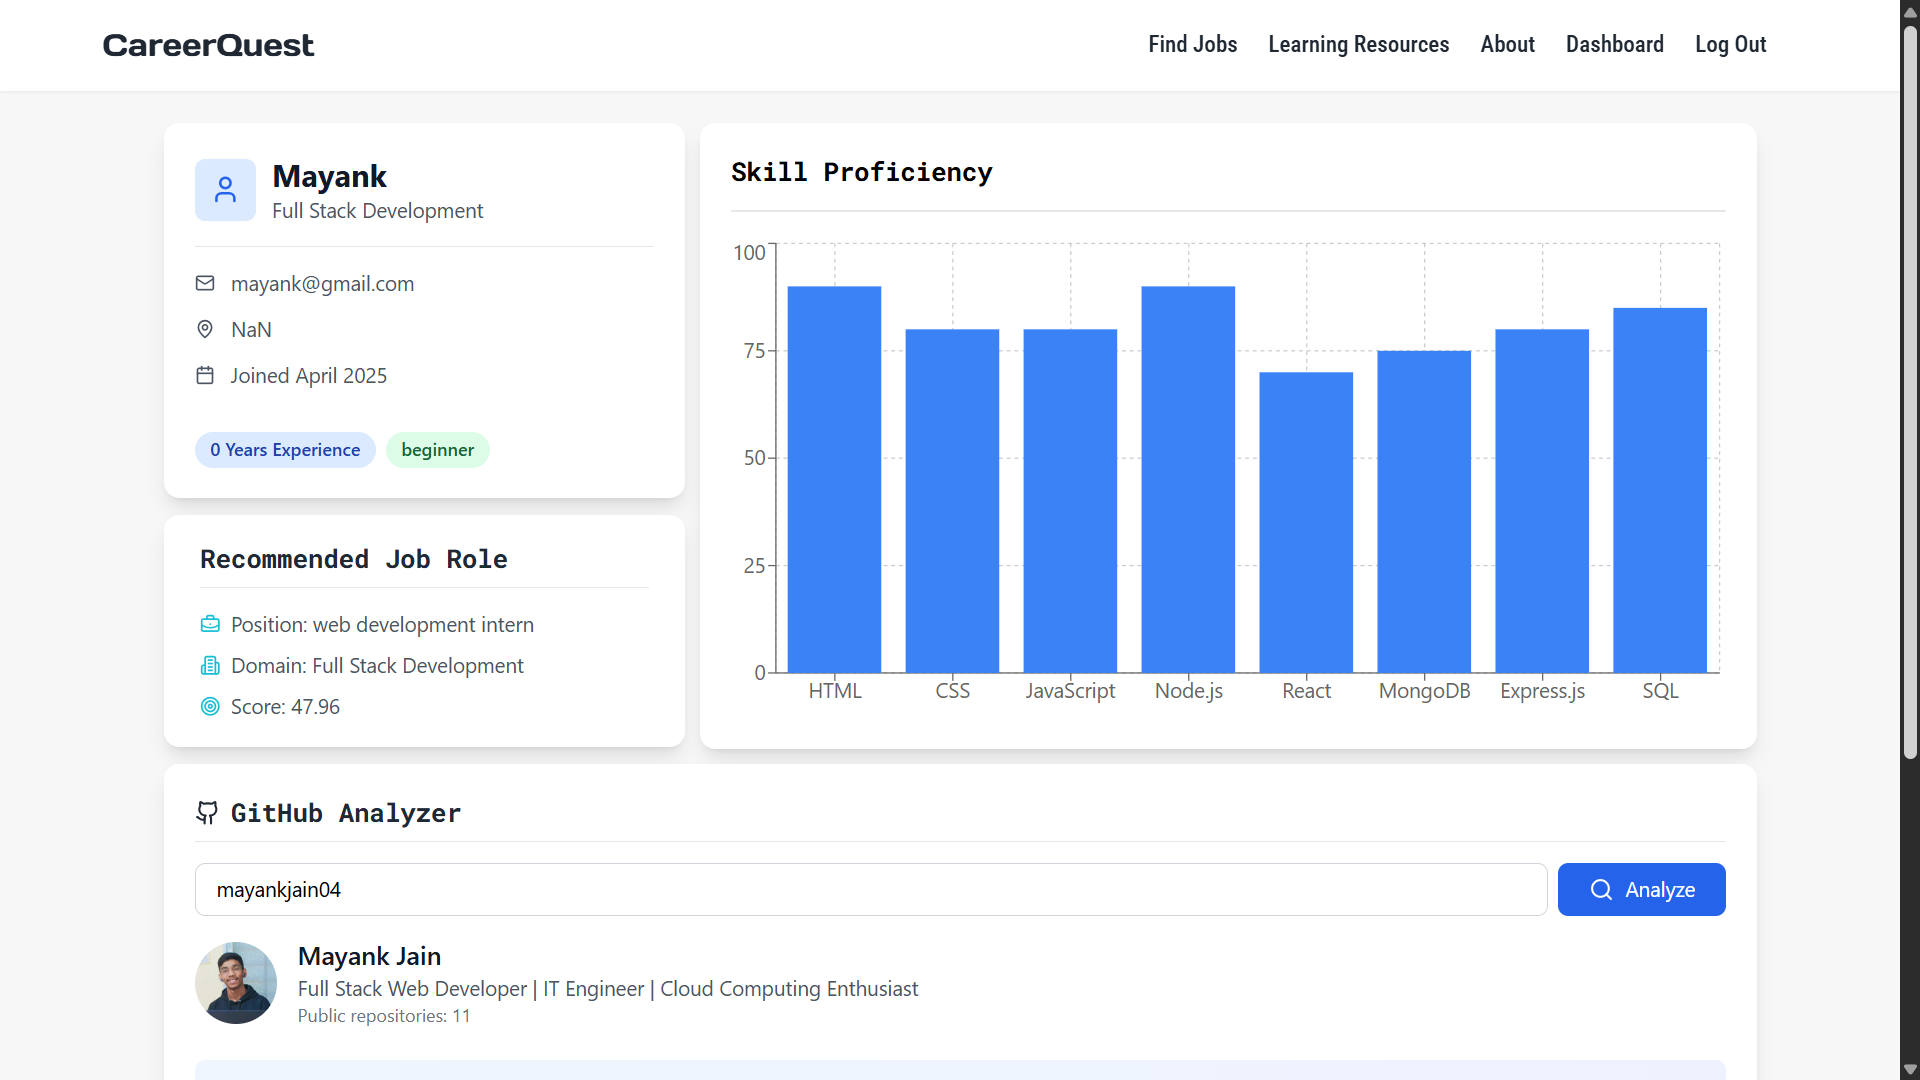 CareerQuest
Find Jobs Learning Resources About Dashboard Log Out
Mayank
Full Stack Development
mayank@gmail.com
NaN
Joined April 2025
0 Years Experience beginner
Recommended Job Role
Position: web development intern
Domain: Full Stack Development
Score: 47.96
Skill Proficiency
100
75
50
25
0
HTML CSS JavaScript Node.js React MongoDB Express.js SQL
GitHub Analyzer
mayankjain04 Analyze
Mayank Jain
Full Stack Web Developer | IT Engineer | Cloud Computing Enthusiast
Public repositories: 11